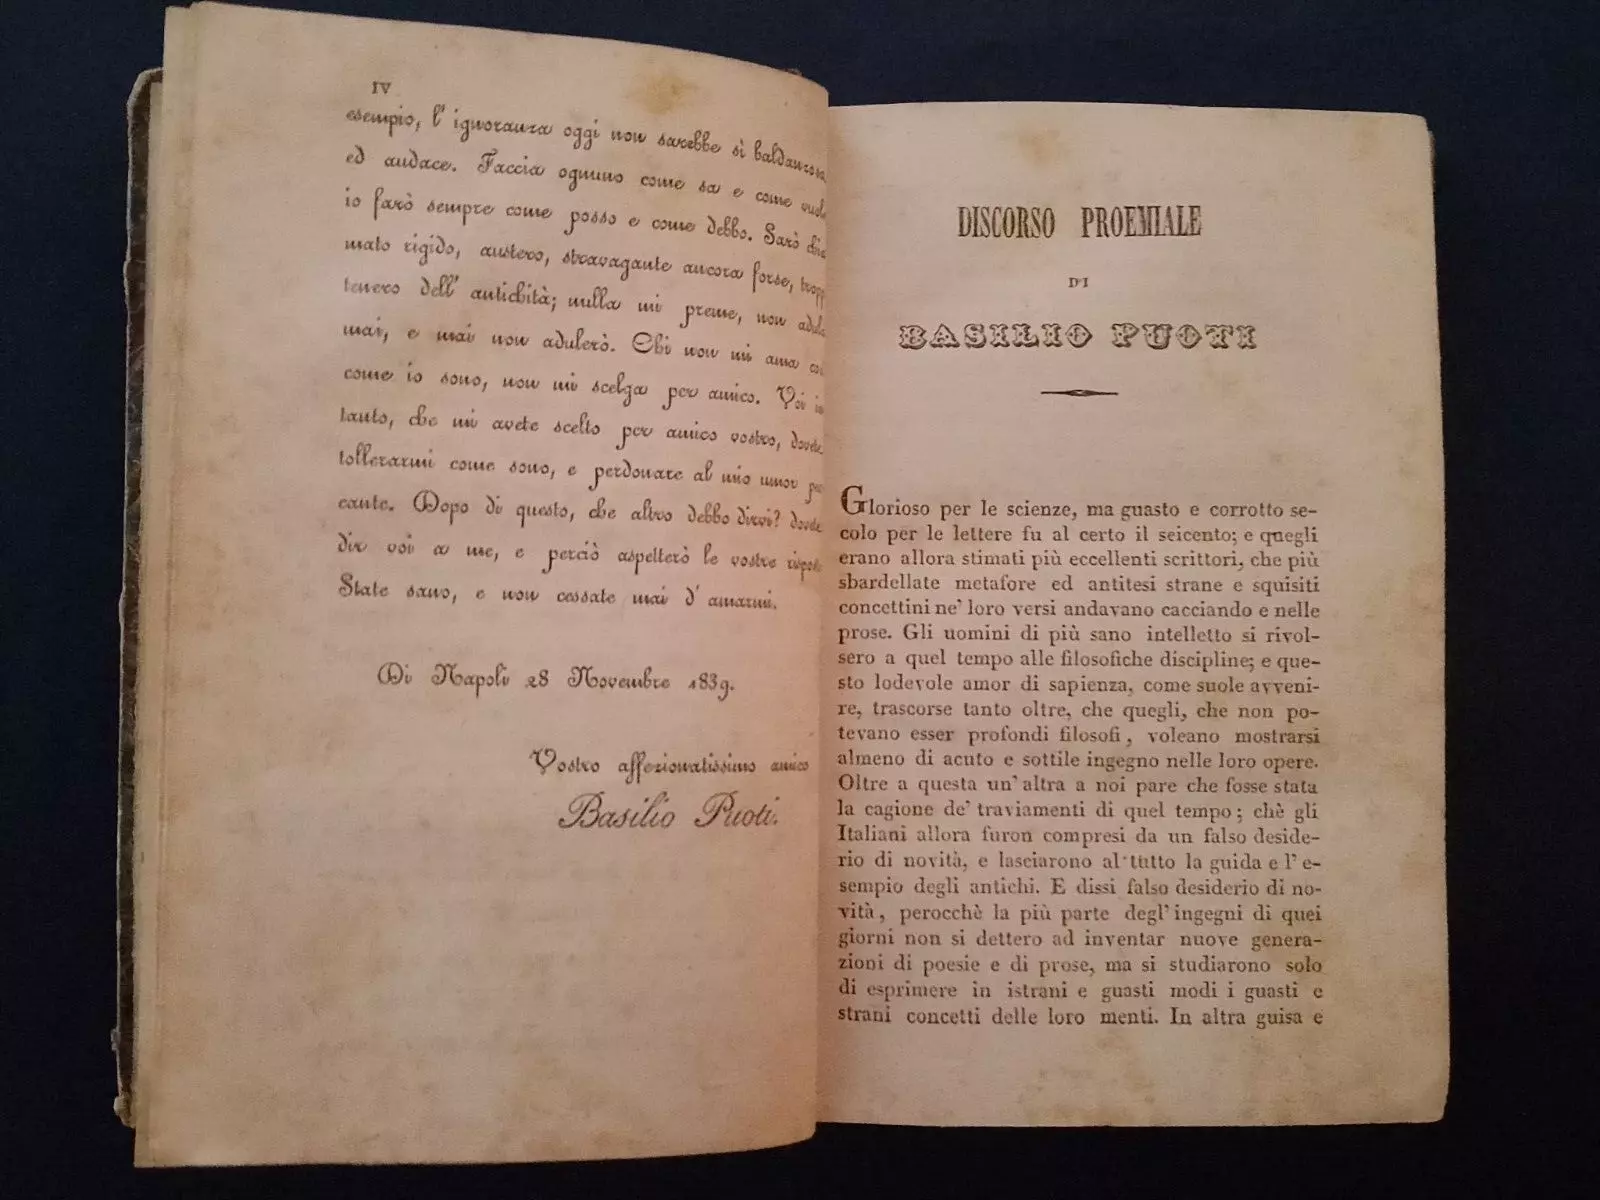 IV
esempio, l' ignoranza oggi non sarebbe sì baldanzosa
ed audace. Faccia ognuno come sa e come vuole
io farò sempre come posso e come debbo. Sarò chia
mato rigido, austero, stravagante ancora forse, tropp
tenero dell' antichità; nulla mi preme, non adula
mai, e mai non adulerò. Chi non mi ama co
come io sono, non mi scelga per amico. Voi in
tanto, che mi avete scelto per amico vostro, dovete
tollerarmi come sono, e perdonare al mio umor pec
cante. Dopo di questo, che altro debbo dirvi? dovete
dir voi a me, e perciò aspetterò le vostre rispos
State sano, e non cessate mai d' amarmi.
Di Napoli 28 Novembre 1839.
Vostro affezionatissimo amico
Basilio Puoti.
DISCORSO PROEMIALE
DI
BASILIO PUOTI
Glorioso per le scienze, ma guasto e corrotto se-
colo per le lettere fu al certo il seicento; e quegli
erano allora stimati più eccellenti scrittori, che più
sbardellate metafore ed antitesi strane e squisiti
concettini ne' loro versi andavano cacciando e nelle
prose. Gli uomini di più sano intelletto si rivol-
sero a quel tempo alle filosofiche discipline; e que-
sto lodevole amor di sapienza, come suole avveni-
re, trascorse tanto oltre, che quegli, che non po-
tevano esser profondi filosofi, voleano mostrarsi
almeno di acuto e sottile ingegno nelle loro opere.
Oltre a questa un' altra a noi pare che fosse stata
la cagione de' traviamenti di quel tempo; chè gli
Italiani allora furon compresi da un falso deside-
rio di novità, e lasciarono al tutto la guida e l' e-
sempio degli antichi. E dissi falso desiderio di no-
vità, perocchè la più parte degl' ingegni di quei
giorni non si dettero ad inventar nuove genera-
zioni di poesie e di prose, ma si studiarono solo
di esprimere in istrani e guasti modi i guasti e
strani concetti delle loro menti. In altra guisa e